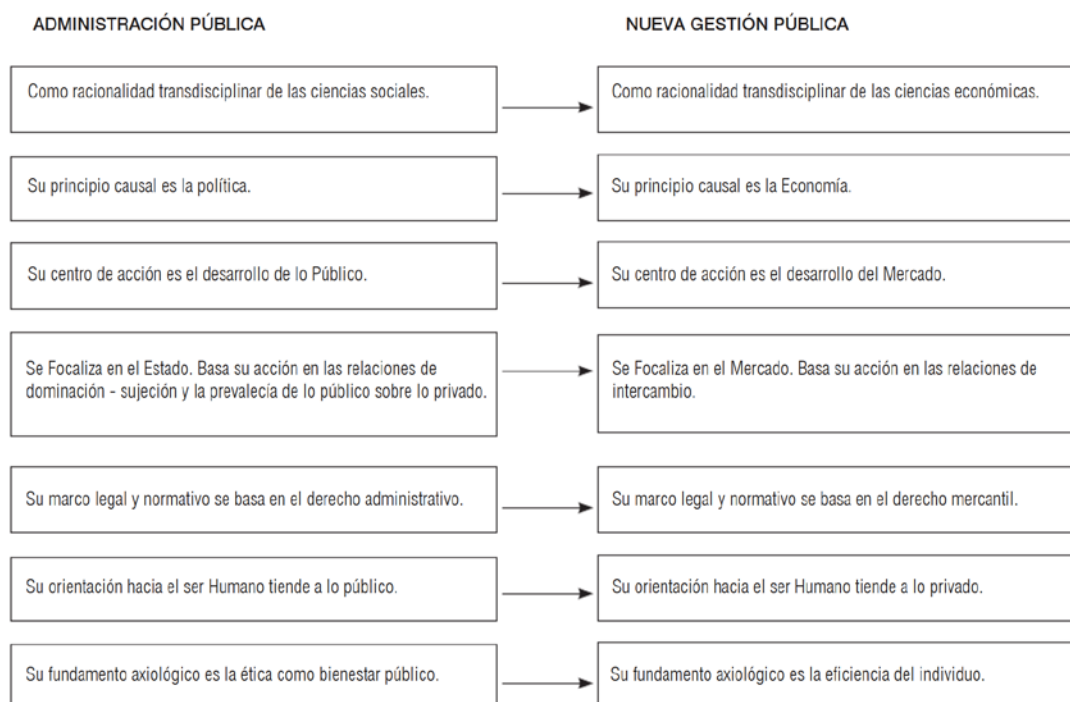 ADMINISTRACIÓN PÚBLICA
NUEVA GESTIÓN PÚBLICA
Como racionalidad transdisciplinar de las ciencias sociales.
Como racionalidad transdisciplinar de las ciencias económicas.
Su principio causal es la política.
Su principio causal es la Economía.
Su centro de acción es el desarrollo de lo Público.
Su centro de acción es el desarrollo del Mercado.
Se Focaliza en el Estado. Basa su acción en las relaciones de
dominación - sujeción y la prevalecía de lo público sobre lo privado.
Se Focaliza en el Mercado. Basa su acción en las relaciones de
intercambio.
Su marco legal y normativo se basa en el derecho administrativo.
Su marco legal y normativo se basa en el derecho mercantil.
Su orientación hacia el ser Humano tiende a lo público.
Su orientación hacia el ser Humano tiende a lo privado.
Su fundamento axiológico es la ética como bienestar público.
Su fundamento axiológico es la eficiencia del individuo.